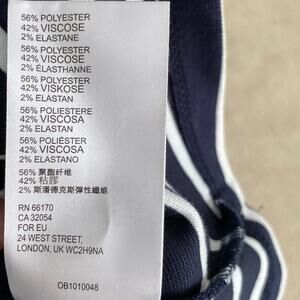 56% POLYESTER
42% VISCOSE
2% ELASTANE
56% POLYESTER
42% VISCOSE
2% ÉLASTHANNE
56% POLYESTER
42% VISKOSE
2% ELASTAN
56% POLIESTERE
42% VISCOSA
2% ELASTAN
56% POLIÉSTER
42% VISCOSA
2% ELASTANO
56% 聚酯纤维
42% 粘膠
2% 斯潘德克斯彈性纖維
RN 66170
CA 32054
FOR EU
24 WEST STREET,
LONDON, UK WC2H9NA
OB1010048